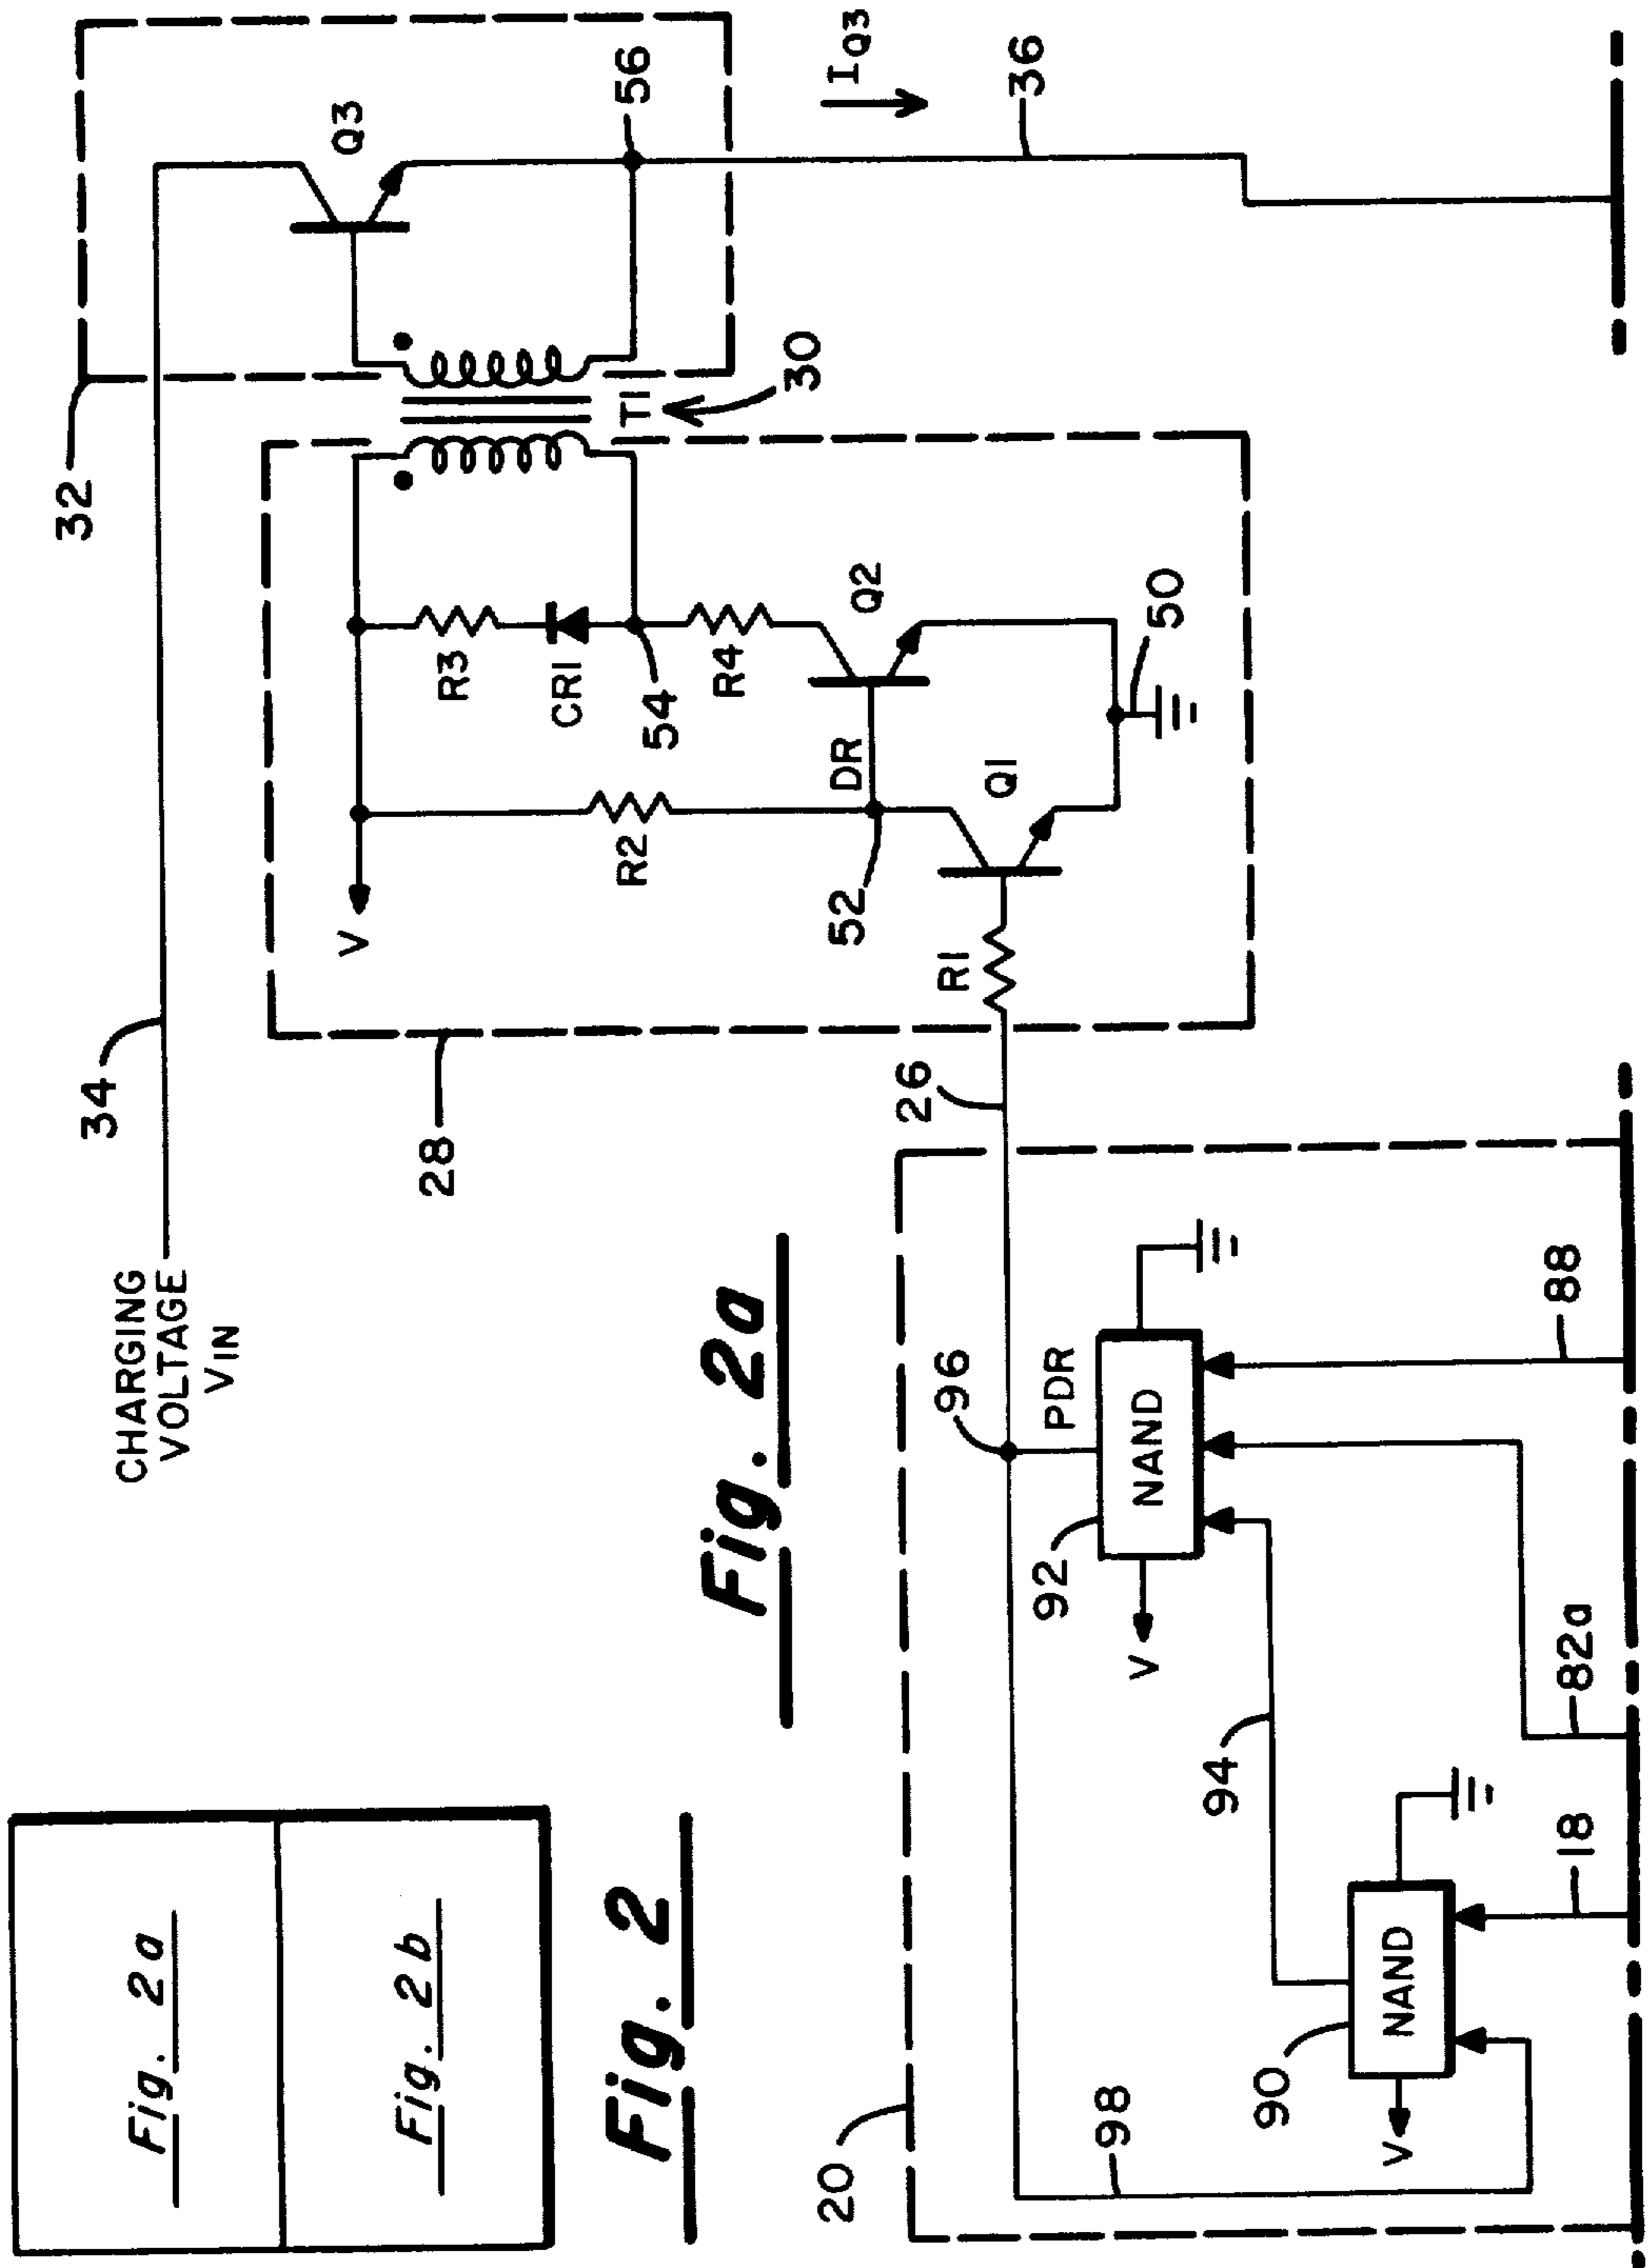 Fig. 2a
Fig. 2b
Fig. 2
Fig. 2a
CHARGING
VOLTAGE
VIN
34
32
Q3
56
IQ3
36
T1
30
28
V
R2
R3
CR1
54
R4
DR
52
Q2
Q1
50
R1
26
20
96
PDR
92
NAND
V
88
82a
94
18
90
NAND
V
98